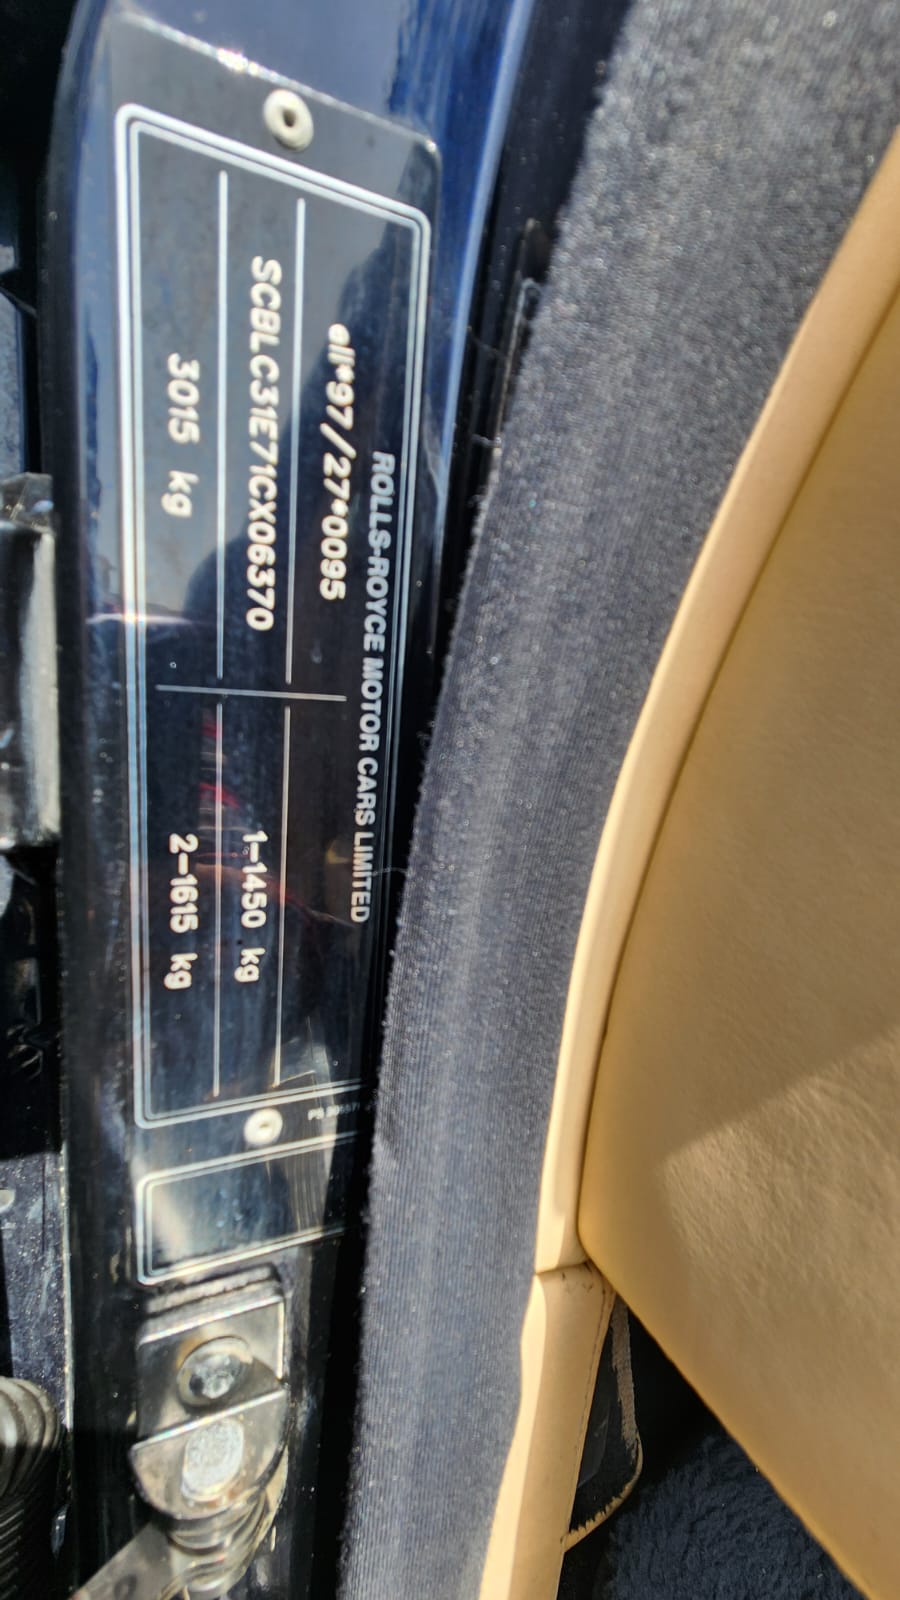 ROLLS-ROYCE MOTOR CARS LIMITED
e11*97/27*0095
SCBLC31E71CX06370
1-1450 kg
3015 kg
2-1615 kg